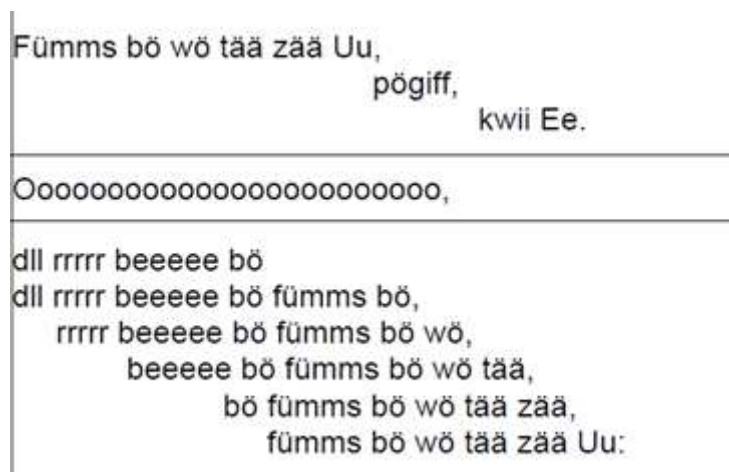 Fümms bö wö tää zää Uu,
pögiff,
kwii Ee.
Oooooooooooooooooooooooo,
dll rrrrr beeeee bö
dll rrrrr beeeee bö fümms bö,
rrrrr beeeee bö fümms bö wö,
beeeee bö fümms bö wö tää,
bö fümms bö wö tää zää,
fümms bö wö tää zää Uu: